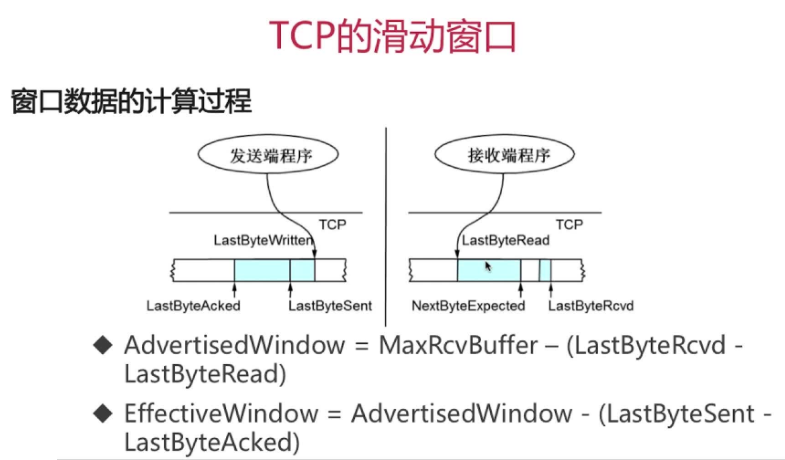 TCP的滑动窗口
窗口数据的计算过程
发送端程序
接收端程序
TCP
TCP
LastByteWritten
LastByteRead
LastByteAcked
LastByteSent
NextByteExpected
LastByteRcvd
◆ AdvertisedWindow = MaxRcvBuffer – (LastByteRcvd -
LastByteRead)
◆ EffectiveWindow = AdvertisedWindow - (LastByteSent -
LastByteAcked)